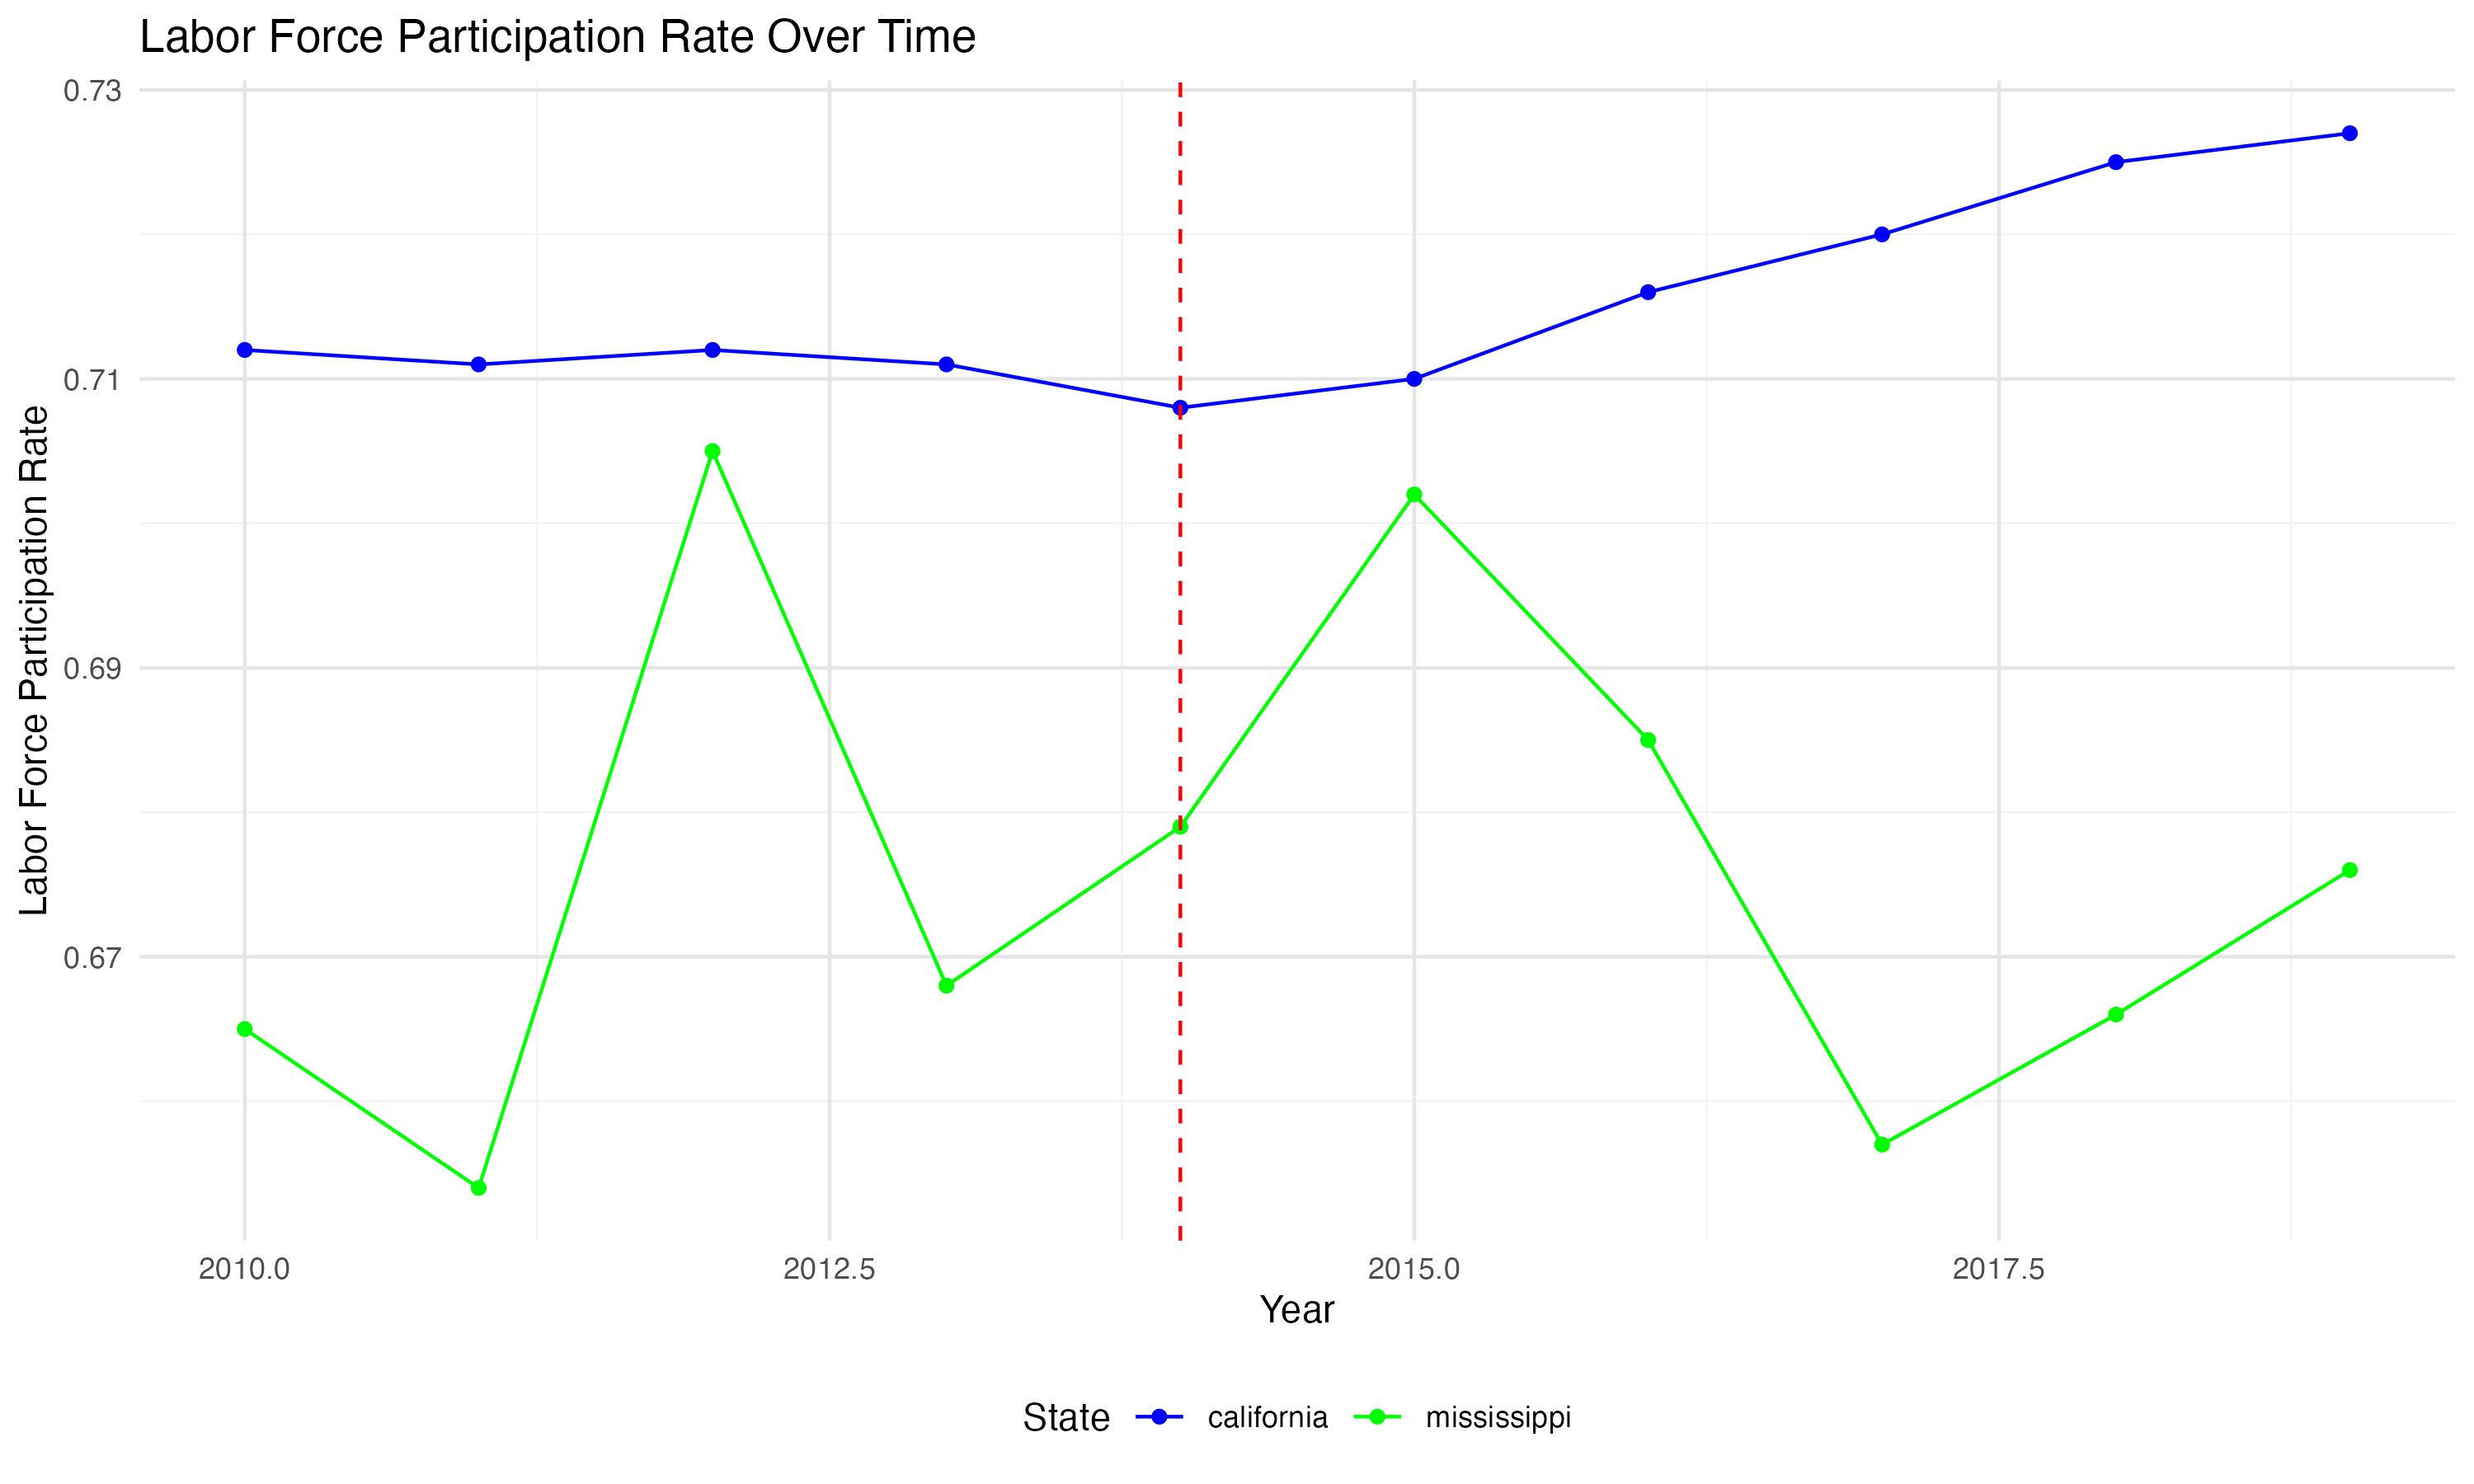 Labor Force Participation Rate Over Time
Labor Force Participation Rate
0.73
0.71
0.69
0.67
2010.0 2012.5 2015.0 2017.5
Year
State california mississippi